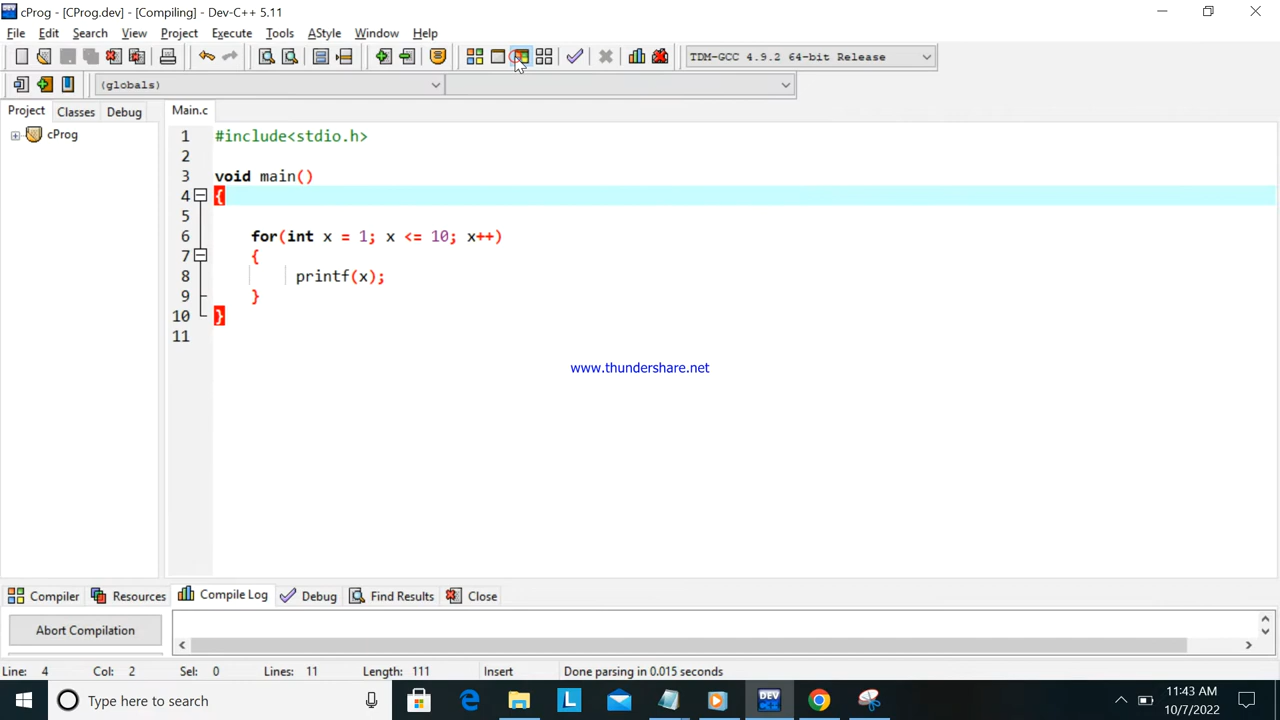 cProg - [CProg.dev] - [Compiling] - Dev-C++ 5.11
File Edit Search View Project Execute Tools AStyle Window Help
TDM-GCC 4.9.2 64-bit Release
(globals)
Project Classes Debug Main.c
cProg
1 #include<stdio.h>
2
3 void main()
4 {
5
6 for(int x = 1; x <= 10; x++)
7 {
8 printf(x);
9 }
10 }
11
www.thundershare.net
Compiler Resources Compile Log Debug Find Results Close
Abort Compilation
Line: 4 Col: 2 Sel: 0 Lines: 11 Length: 111 Insert Done parsing in 0.015 seconds
Type here to search
DEV
11:43 AM
10/7/2022